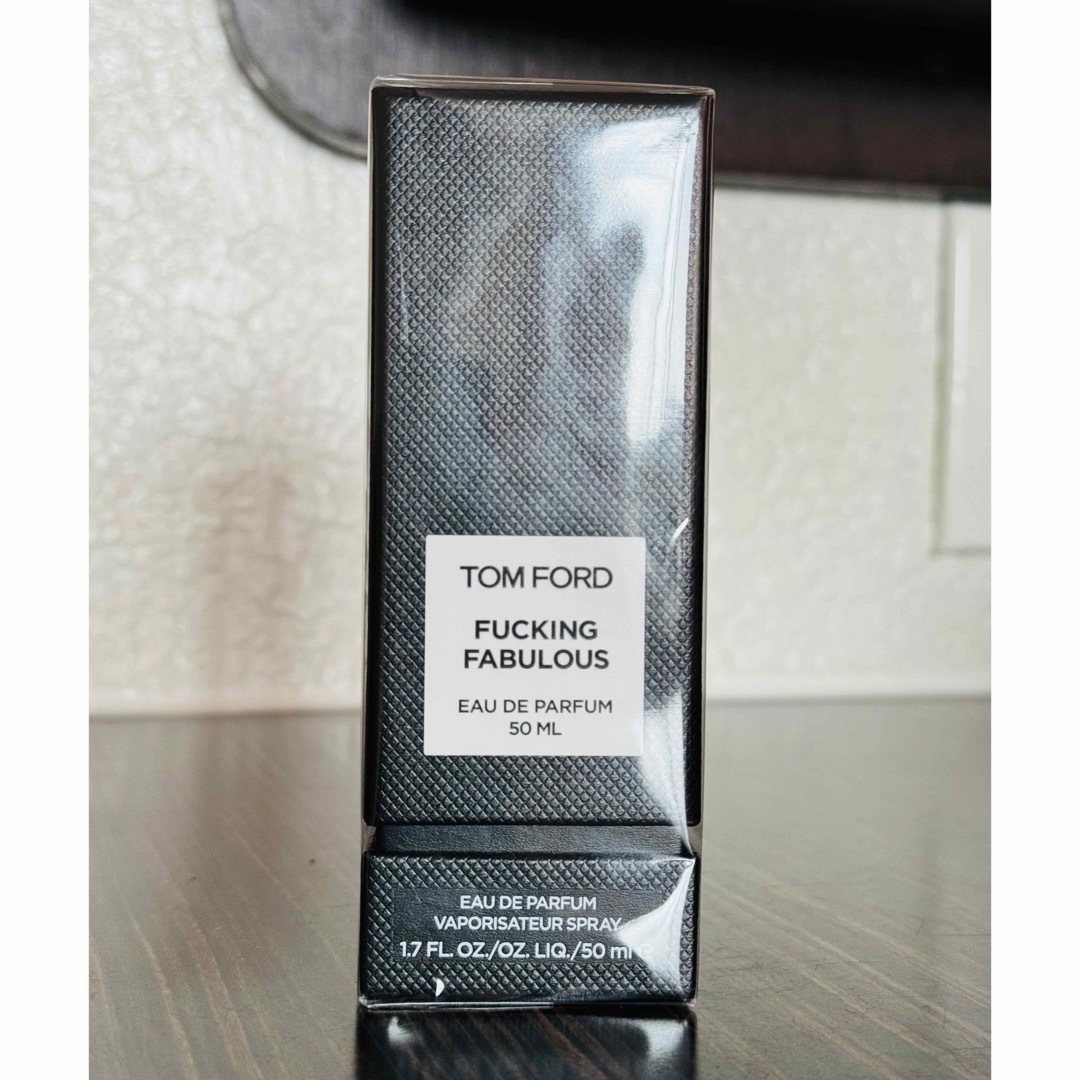 TOM FORD
FUCKING
FABULOUS
EAU DE PARFUM
50 ML
EAU DE PARFUM
VAPORISATEUR SPRAY
1.7 FL. OZ./OZ. LIQ./50 ml